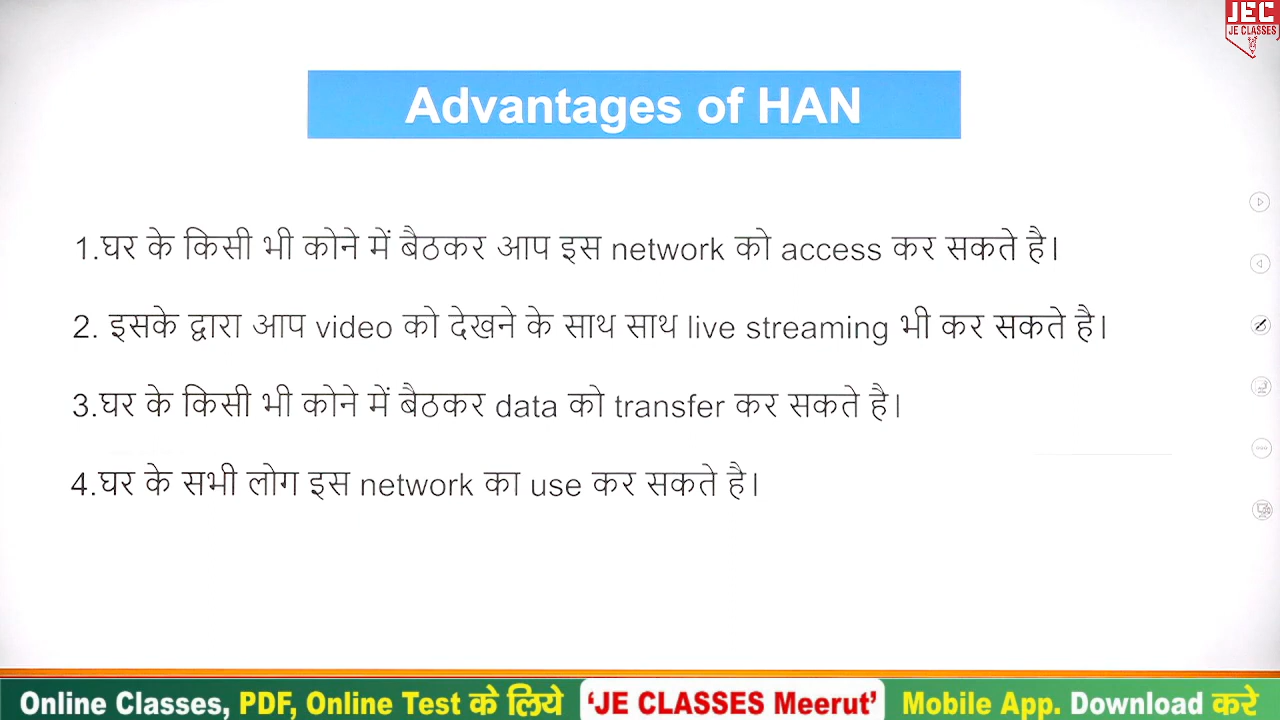 JEC
JE CLASSES
Advantages of HAN
1.घर के किसी भी कोने में बैठकर आप इस network को access कर सकते है।
2. इसके द्वारा आप video को देखने के साथ साथ live streaming भी कर सकते है।
3.घर के किसी भी कोने में बैठकर data को transfer कर सकते है।
4.घर के सभी लोग इस network का use कर सकते है।
Online Classes, PDF, Online Test के लिये ‘JE CLASSES Meerut’ Mobile App. Download करे